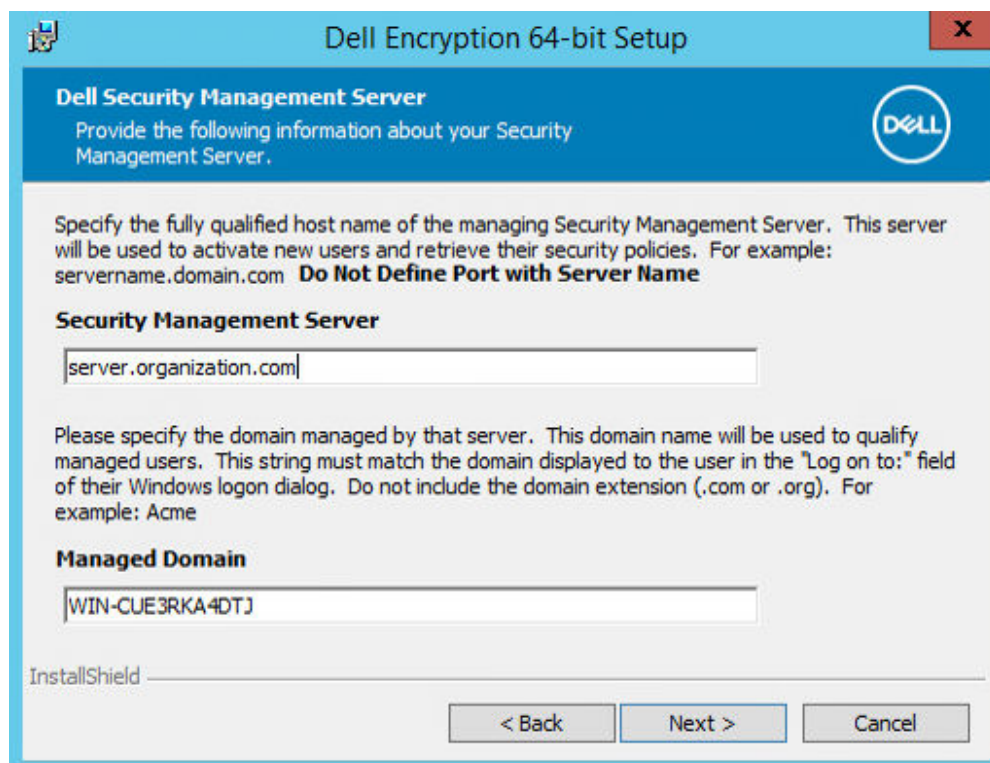 Dell Encryption 64-bit Setup
x
Dell Security Management Server
Provide the following information about your Security
Management Server.
DELL
Specify the fully qualified host name of the managing Security Management Server. This server
will be used to activate new users and retrieve their security policies. For example:
servername.domain.com Do Not Define Port with Server Name
Security Management Server
server.organization.com
Please specify the domain managed by that server. This domain name will be used to qualify
managed users. This string must match the domain displayed to the user in the "Log on to:" field
of their Windows logon dialog. Do not include the domain extension (.com or .org). For
example: Acme
Managed Domain
WIN-CUE3RKA4DTJ
InstallShield
< Back
Next >
Cancel